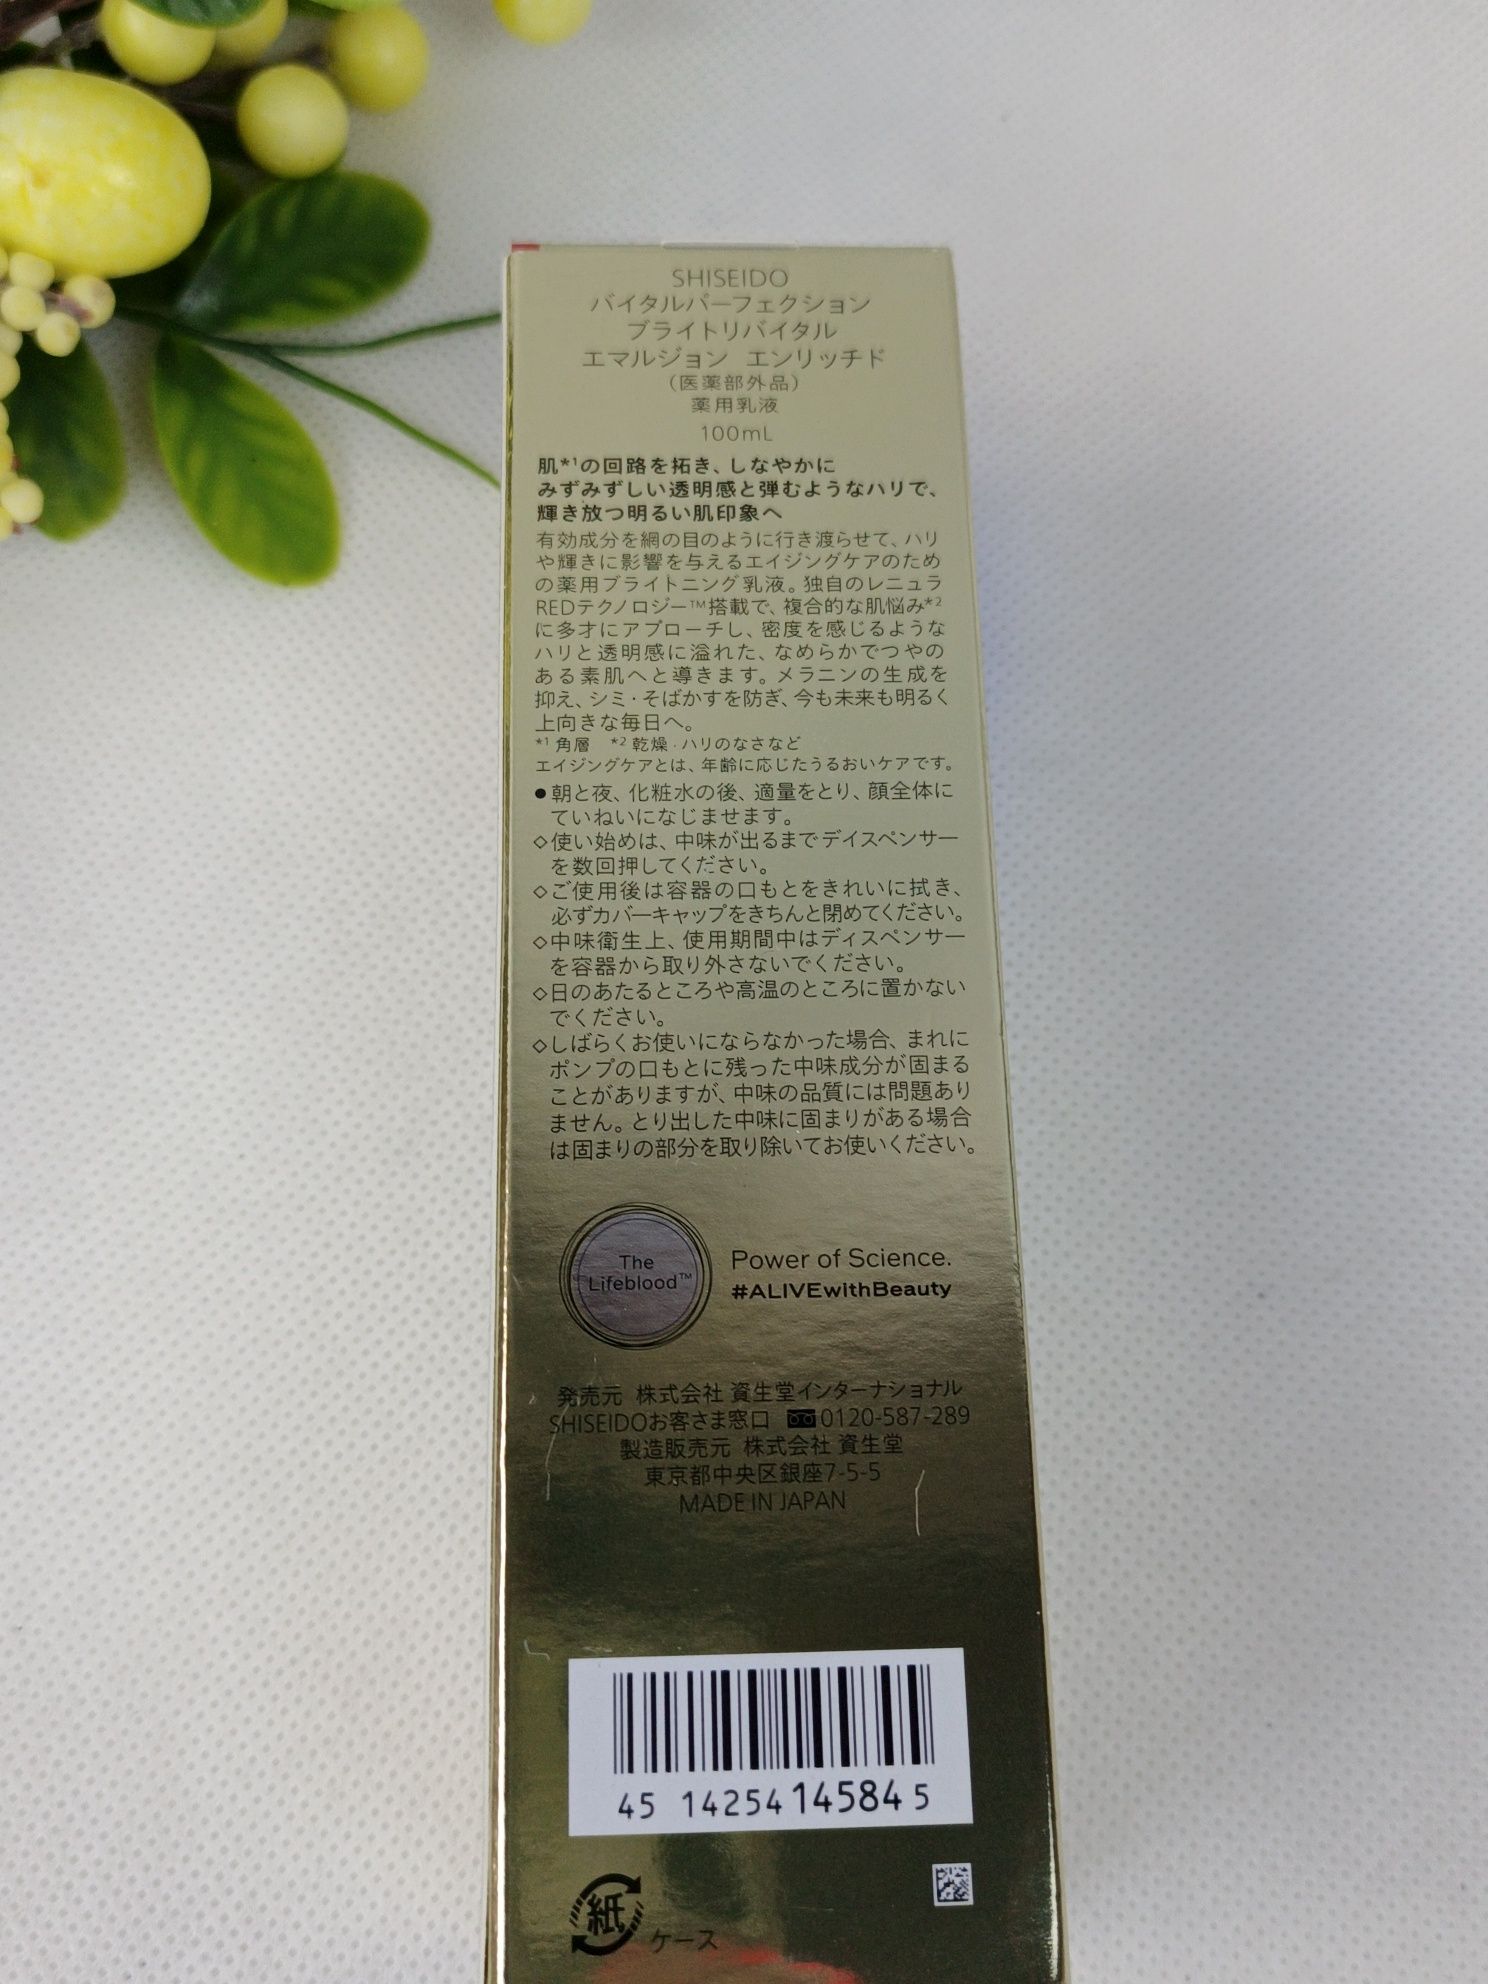 SHISEIDO
バイタルパーフェクション
ブライトリバイタル
エマルジョン エンリッチド
(医薬部外品)
薬用乳液
100mL
肌*1の回路を拓き、しなやかに
みずみずしい透明感と弾むようなハリで、
輝き放つ明るい肌印象へ
有効成分を網の目のように行き渡らせて、ハリ
や輝きに影響を与えるエイジングケアのため
の薬用ブライトニング乳液。独自のレニュラ
REDテクノロジー™搭載で、複合的な肌悩み*2
に多才にアプローチし、密度を感じるような
ハリと透明感に溢れた、なめらかでつやの
ある素肌へと導きます。メラニンの生成を
抑え、シミ・そばかすを防ぎ、今も未来も明るく
上向きな毎日へ。
*1 角層 *2 乾燥・ハリのなさなど
エイジングケアとは、年齢に応じたうるおいケアです。
●朝と夜、化粧水の後、適量をとり、顔全体に
ていねいになじませます。
◇使い始めは、中味が出るまでディスペンサー
を数回押してください。
◇ご使用後は容器の口もとをきれいに拭き、
必ずカバーキャップをきちんと閉めてください。
◇中味衛生上、使用期間中はディスペンサー
を容器から取り外さないでください。
◇日のあたるところや高温のところに置かない
でください。
◇しばらくお使いにならなかった場合、まれに
ポンプの口もとに残った中味成分が固まる
ことがありますが、中味の品質には問題あり
ません。とり出した中味に固まりがある場合
は固まりの部分を取り除いてお使いください。
The
Lifeblood™
Power of Science.
#ALIVEwithBeauty
発売元 株式会社 資生堂インターナショナル
SHISEIDOお客さま窓口 0120-587-289
製造販売元 株式会社 資生堂
東京都中央区銀座7-5-5
MADE IN JAPAN
45 14254 14584 5
紙
ケース